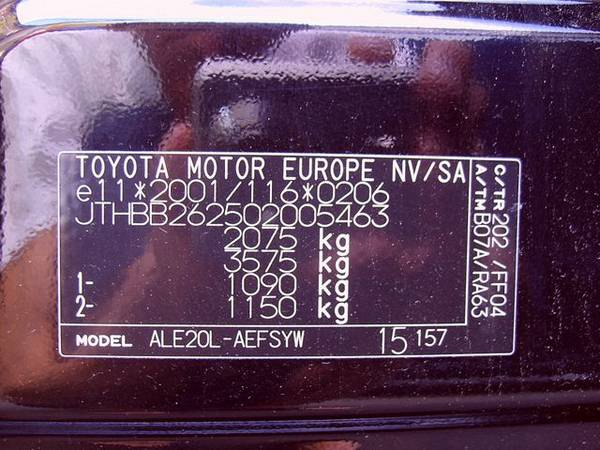 TOYOTA MOTOR EUROPE NV/SA
e11*2001/116*0206
JTHBB262502005463
2075 kg
3575 kg
1- 1090 kg
2- 1150 kg
MODEL ALE20L-AEFSYW 15 157
C/TR 202 /FF04
A/TM B07A/RA63